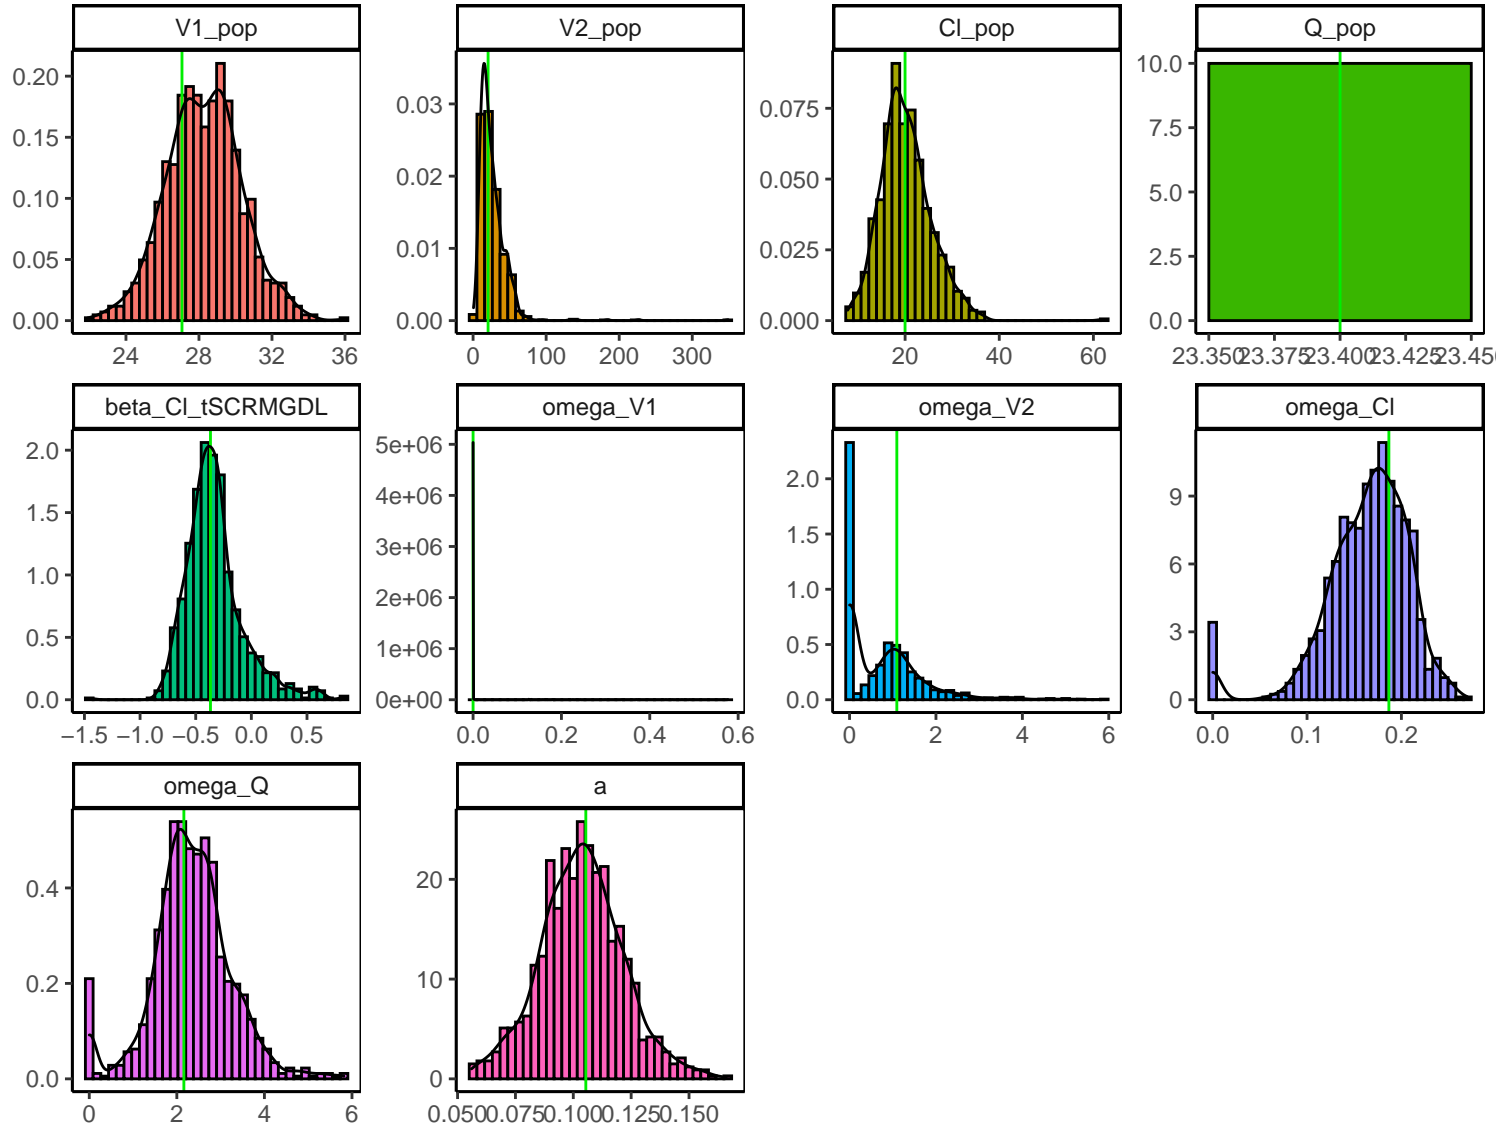 V1_pop
V2_pop
Cl_pop
Q_pop
0.20
0.15
0.10
0.05
0.00
24 28 32 36
0.03
0.02
0.01
0.00
0 100 200 300
0.075
0.050
0.025
0.000
20 40 60
10.0
7.5
5.0
2.5
0.0
23.350 23.375 23.400 23.425 23.450
beta_Cl_tSCRMGDL
omega_V1
omega_V2
omega_Cl
2.0
1.5
1.0
0.5
0.0
−1.5 −1.0 −0.5 0.0 0.5
5e+06
4e+06
3e+06
2e+06
1e+06
0e+00
0.0 0.2 0.4 0.6
2.0
1.5
1.0
0.5
0.0
0 2 4 6
9
6
3
0
0.0 0.1 0.2
omega_Q
a
0.4
0.2
0.0
0 2 4 6
20
10
0
0.050 0.075 0.100 0.125 0.150